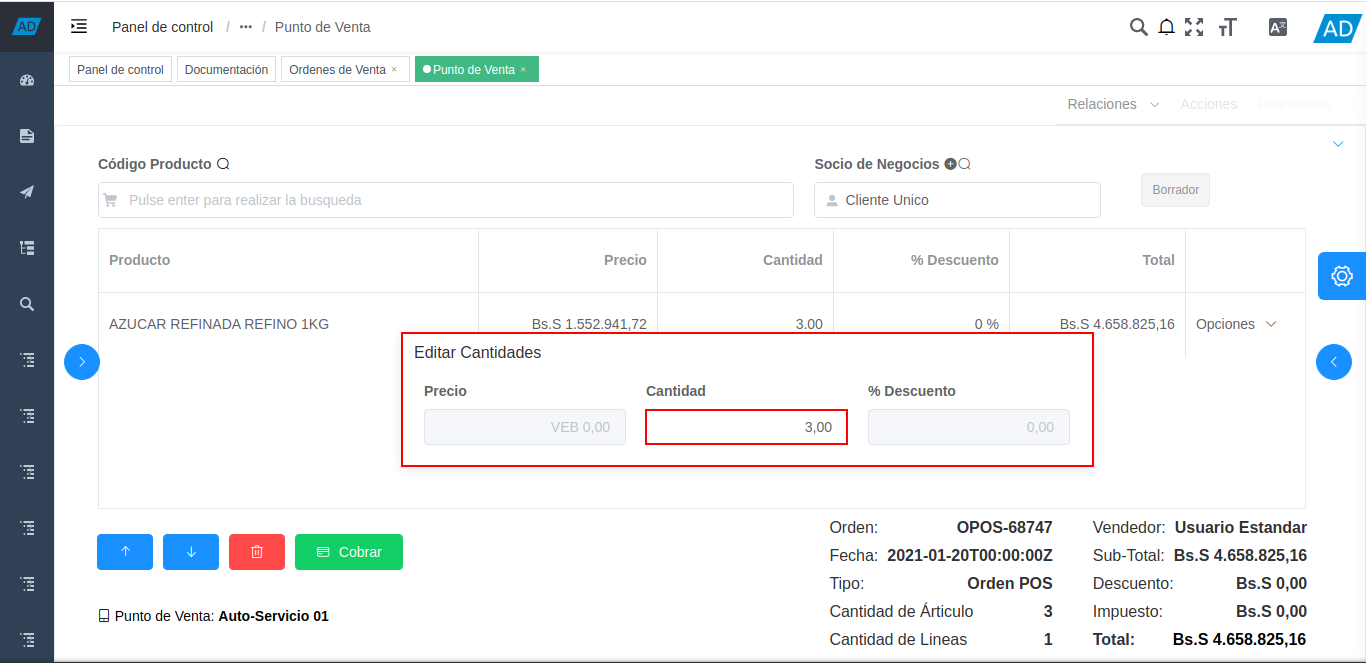 AD
Panel de control / ··· / Punto de Venta
AD
Panel de control
Documentación
Ordenes de Venta ×
Punto de Venta ×
Relaciones Acciones Referencias
Código Producto
Pulse enter para realizar la busqueda
Socio de Negocios
Cliente Unico
Borrador
Producto Precio Cantidad % Descuento Total
AZUCAR REFINADA REFINO 1KG Bs.S 1.552.941,72 3.00 0 % Bs.S 4.658.825,16 Opciones
Editar Cantidades
Precio Cantidad % Descuento
VEB 0,00 3,00 0,00
Cobrar
Punto de Venta: Auto-Servicio 01
Orden: OPOS-68747
Fecha: 2021-01-20T00:00:00Z
Tipo: Orden POS
Cantidad de Árticulo 3
Cantidad de Lineas 1
Vendedor: Usuario Estandar
Sub-Total: Bs.S 4.658.825,16
Descuento: Bs.S 0,00
Impuesto: Bs.S 0,00
Total: Bs.S 4.658.825,16